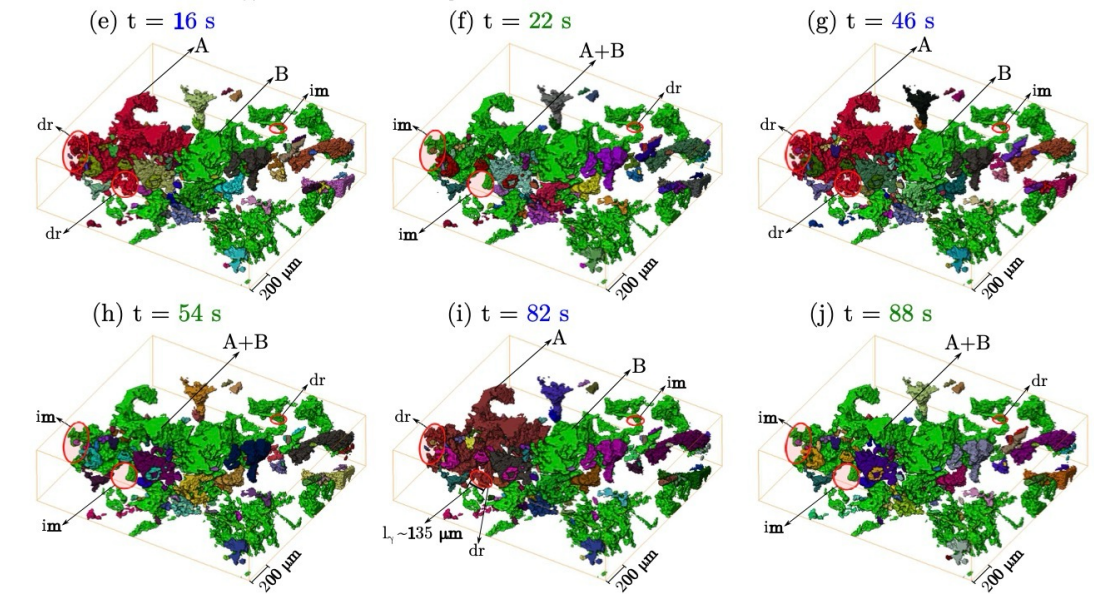 (e) t = 16 s
A
B
im
dr
dr
200 μm
(f) t = 22 s
A+B
dr
im
im
200 μm
(g) t = 46 s
A
B
im
dr
dr
200 μm
(h) t = 54 s
A+B
dr
im
im
200 μm
(i) t = 82 s
A
B
im
dr
lγ ~135 μm
dr
200 μm
(j) t = 88 s
A+B
dr
im
im
200 μm